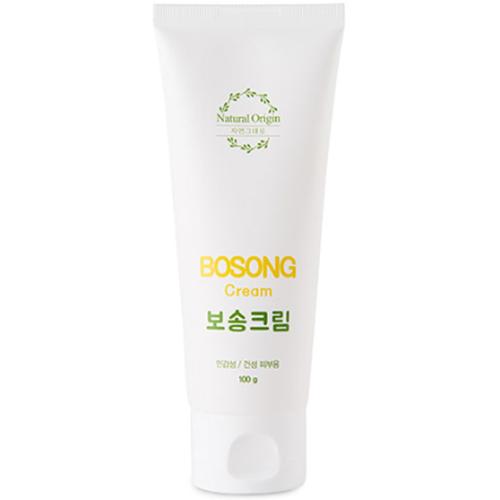 Natural Origin
자연그대로
BOSONG
Cream
보송크림
민감성 / 건성 피부용
100 g